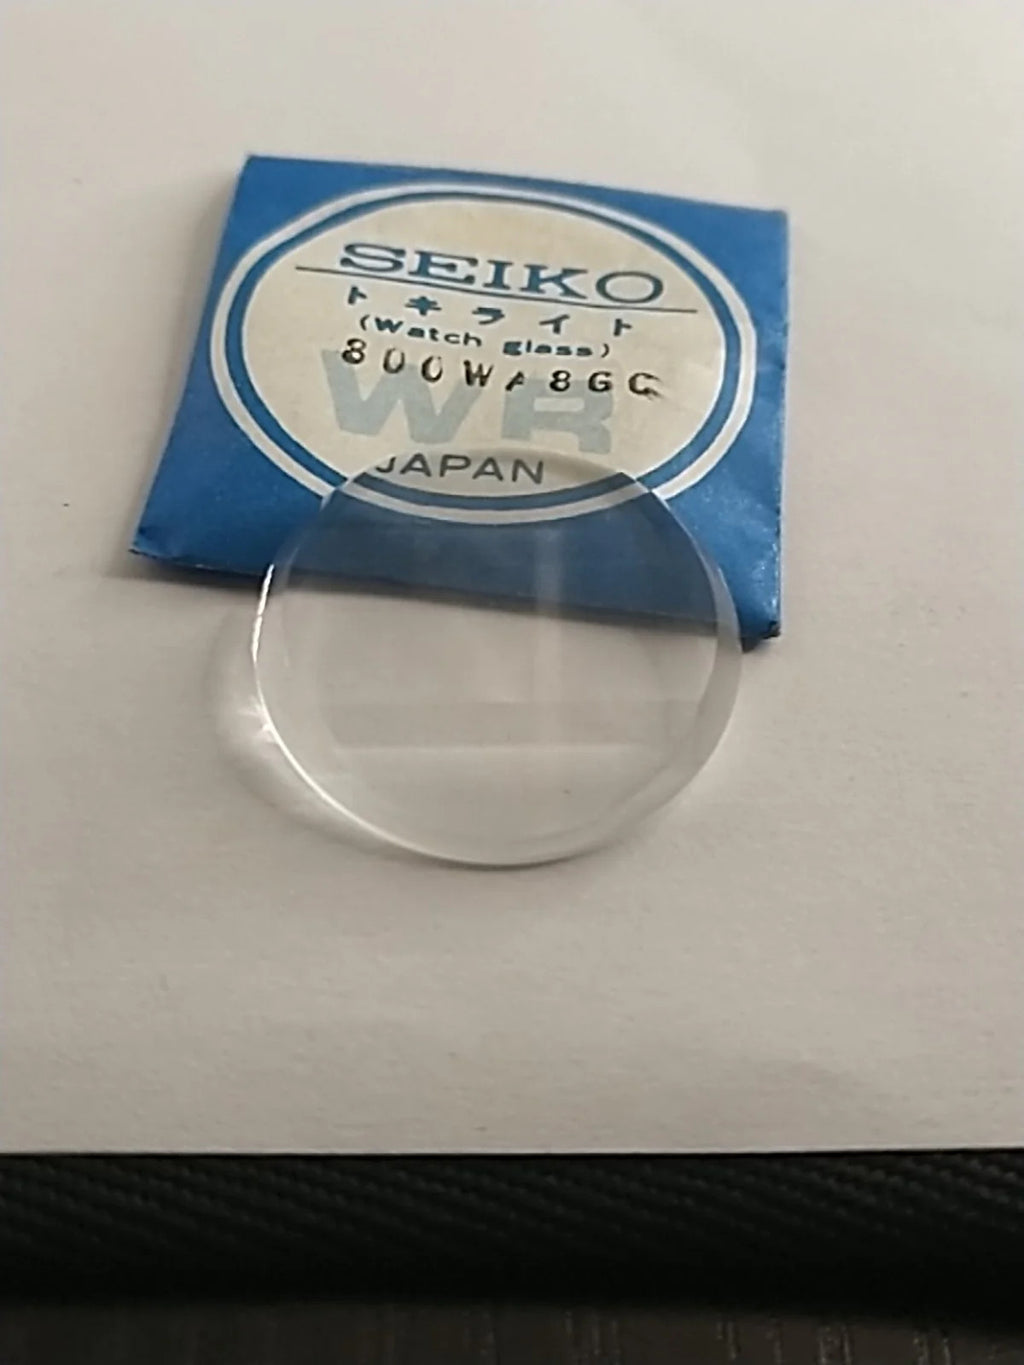 SEIKO
トキライト
(Watch glass)
800WA8GC
WR
JAPAN